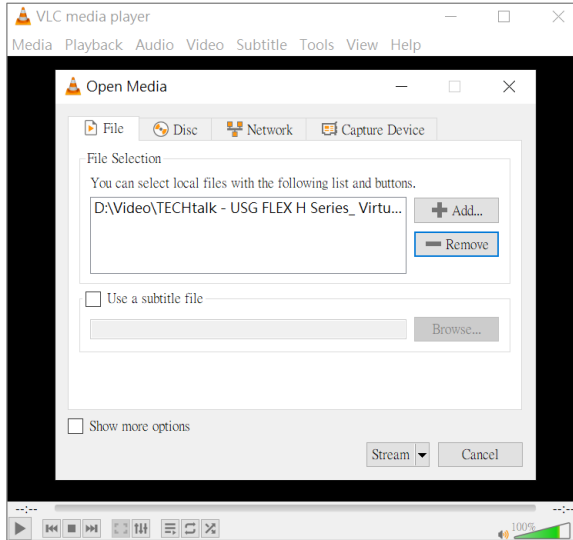 VLC media player
Media Playback Audio Video Subtitle Tools View Help
Open Media
File Disc Network Capture Device
File Selection
You can select local files with the following list and buttons.
D:\Video\TECHtalk - USG FLEX H Series_ Virtu...
Add...
Remove
Use a subtitle file
Browse...
Show more options
Stream Cancel
--:-- --:--
100%